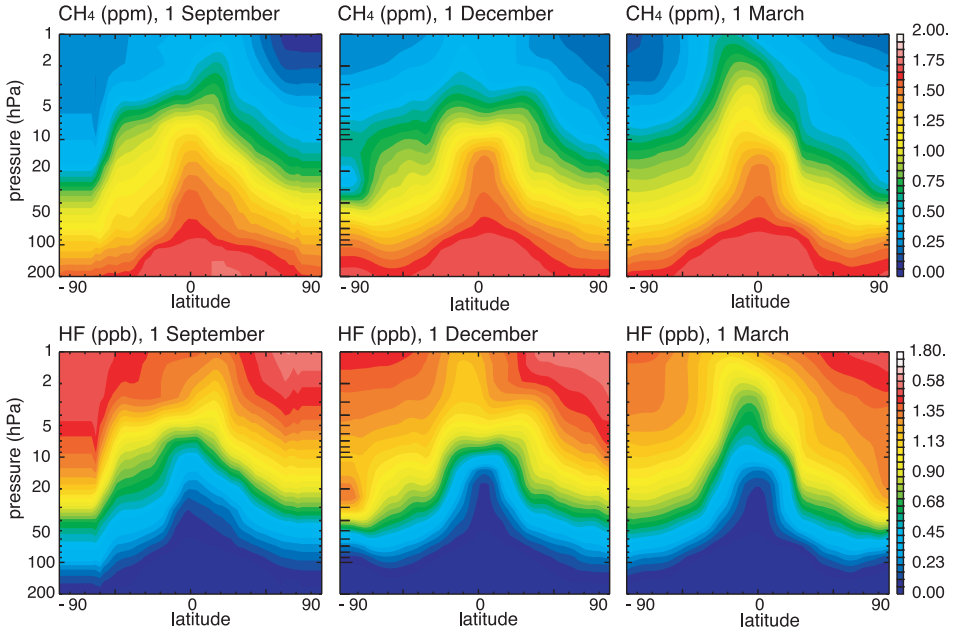 CH₄ (ppm), 1 September
CH₄ (ppm), 1 December
CH₄ (ppm), 1 March
pressure (hPa)
1
2
5
10
20
50
100
200
- 90 0 90
latitude
- 90 0 90
latitude
- 90 0 90
latitude
2.00.
1.75
1.50
1.25
1.00
0.75
0.50
0.25
0.00
HF (ppb), 1 September
HF (ppb), 1 December
HF (ppb), 1 March
pressure (hPa)
1
2
5
10
20
50
100
200
- 90 0 90
latitude
- 90 0 90
latitude
- 90 0 90
latitude
1.80.
0.58
1.35
1.13
0.90
0.68
0.45
0.23
0.00